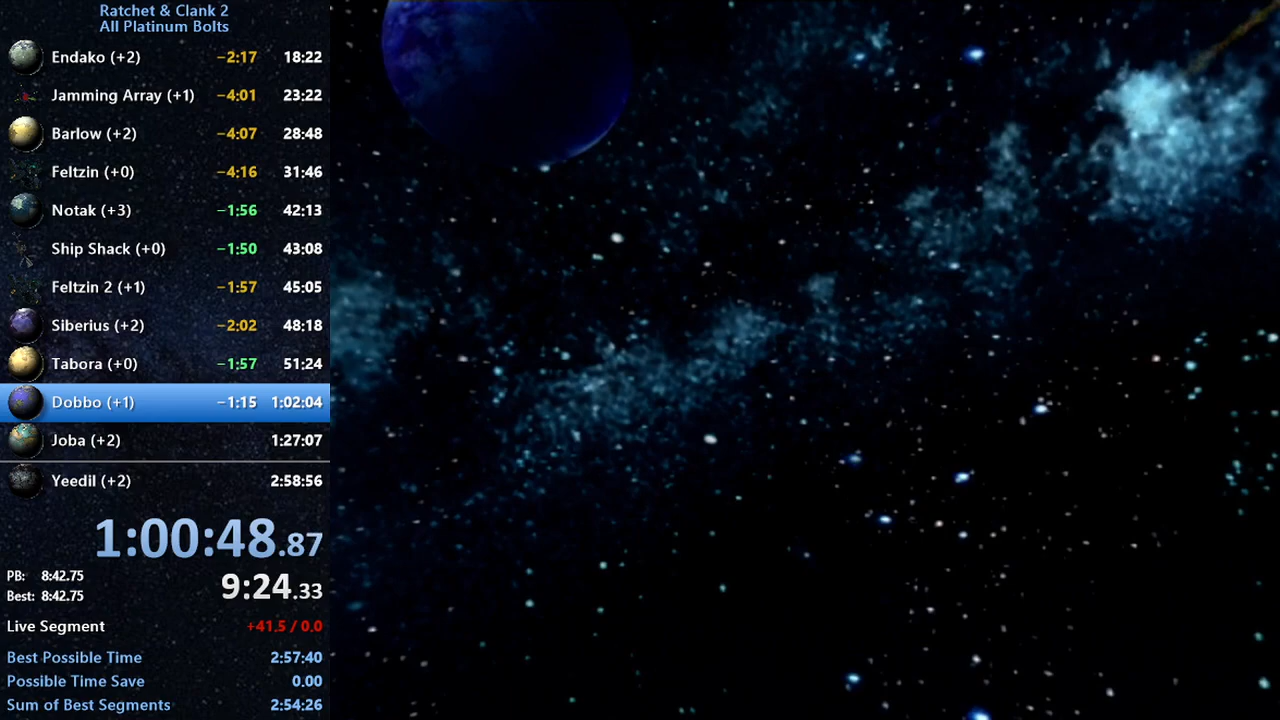 Ratchet & Clank 2
All Platinum Bolts
Endako (+2) −2:17 18:22
Jamming Array (+1) −4:01 23:22
Barlow (+2) −4:07 28:48
Feltzin (+0) −4:16 31:46
Notak (+3) −1:56 42:13
Ship Shack (+0) −1:50 43:08
Feltzin 2 (+1) −1:57 45:05
Siberius (+2) −2:02 48:18
Tabora (+0) −1:57 51:24
Dobbo (+1) −1:15 1:02:04
Joba (+2) 1:27:07
Yeedil (+2) 2:58:56
1:00:48.87
PB: 8:42.75
Best: 8:42.75
9:24.33
Live Segment +41.5 / 0.0
Best Possible Time 2:57:40
Possible Time Save 0.00
Sum of Best Segments 2:54:26